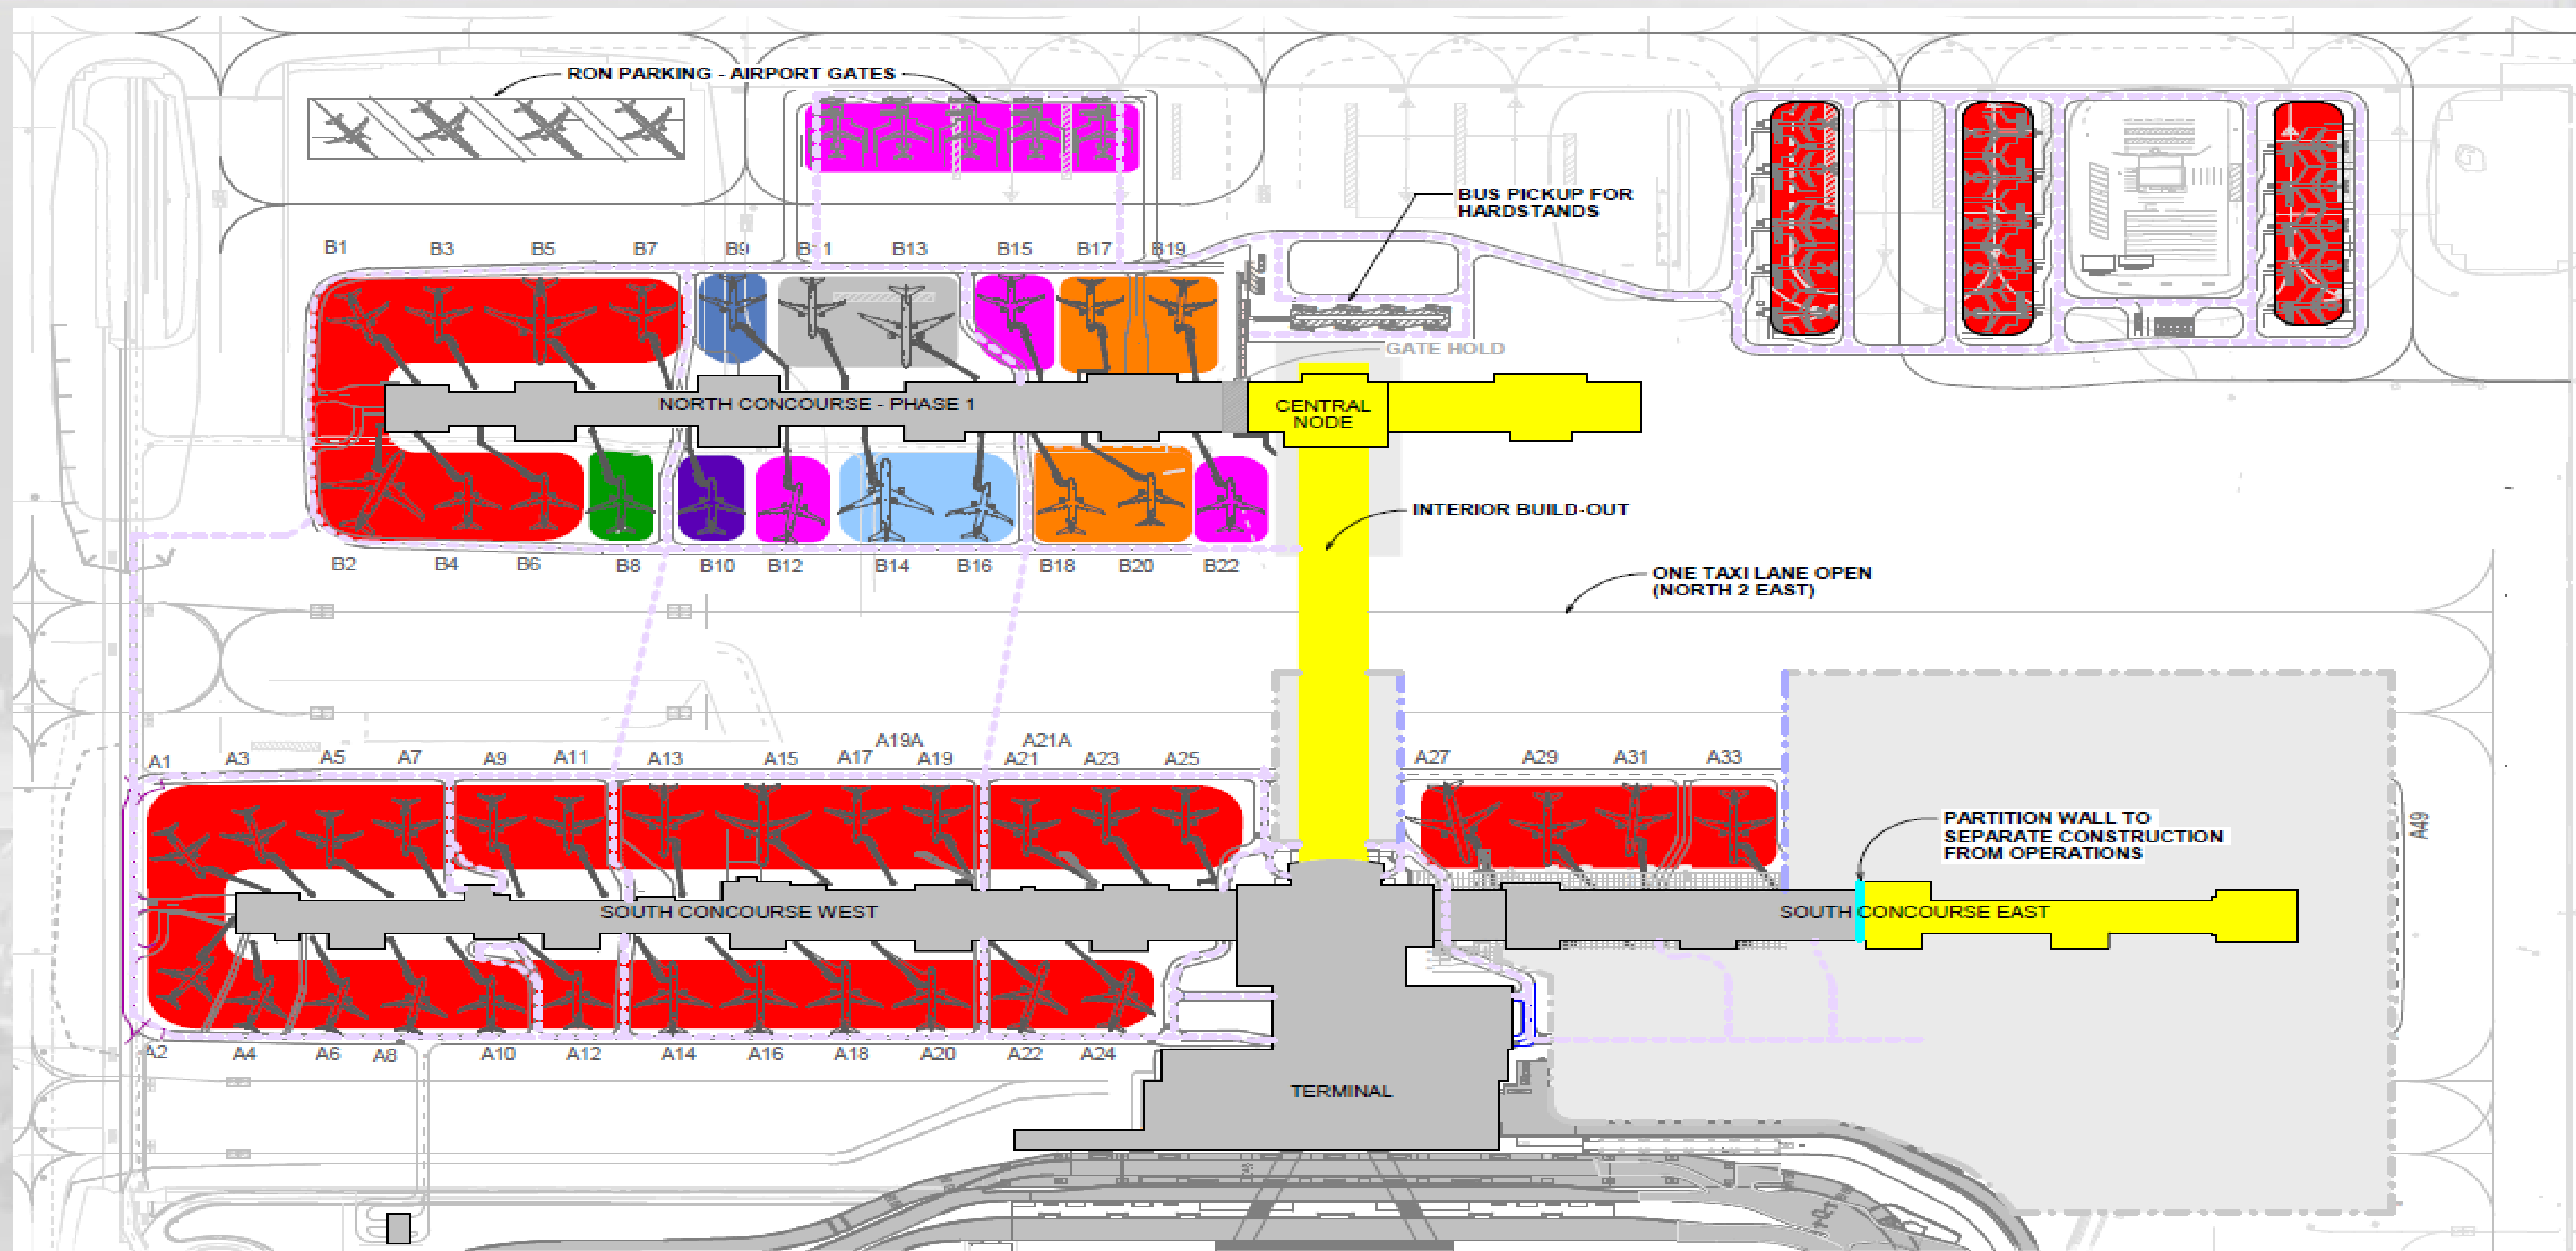 RON PARKING - AIRPORT GATES
BUS PICKUP FOR
HARDSTANDS
B1 B3 B5 B7 B9 B11 B13 B15 B17 B19
GATE HOLD
NORTH CONCOURSE - PHASE 1
CENTRAL
NODE
INTERIOR BUILD-OUT
B2 B4 B6 B8 B10 B12 B14 B16 B18 B20 B22
ONE TAXI LANE OPEN
(NORTH 2 EAST)
A19A A21A
A1 A3 A5 A7 A9 A11 A13 A15 A17 A19 A21 A23 A25 A27 A29 A31 A33
PARTITION WALL TO
SEPARATE CONSTRUCTION
FROM OPERATIONS
A49
SOUTH CONCOURSE WEST
SOUTH CONCOURSE EAST
A2 A4 A6 A8 A10 A12 A14 A16 A18 A20 A22 A24
TERMINAL